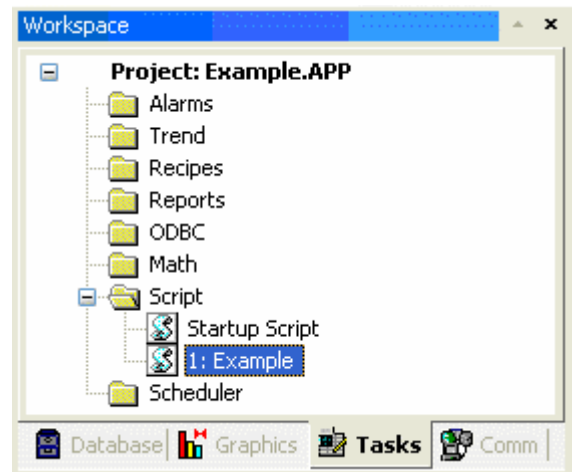 Workspace
Project: Example.APP
Alarms
Trend
Recipes
Reports
ODBC
Math
Script
Startup Script
1: Example
Scheduler
Database Graphics Tasks Comm